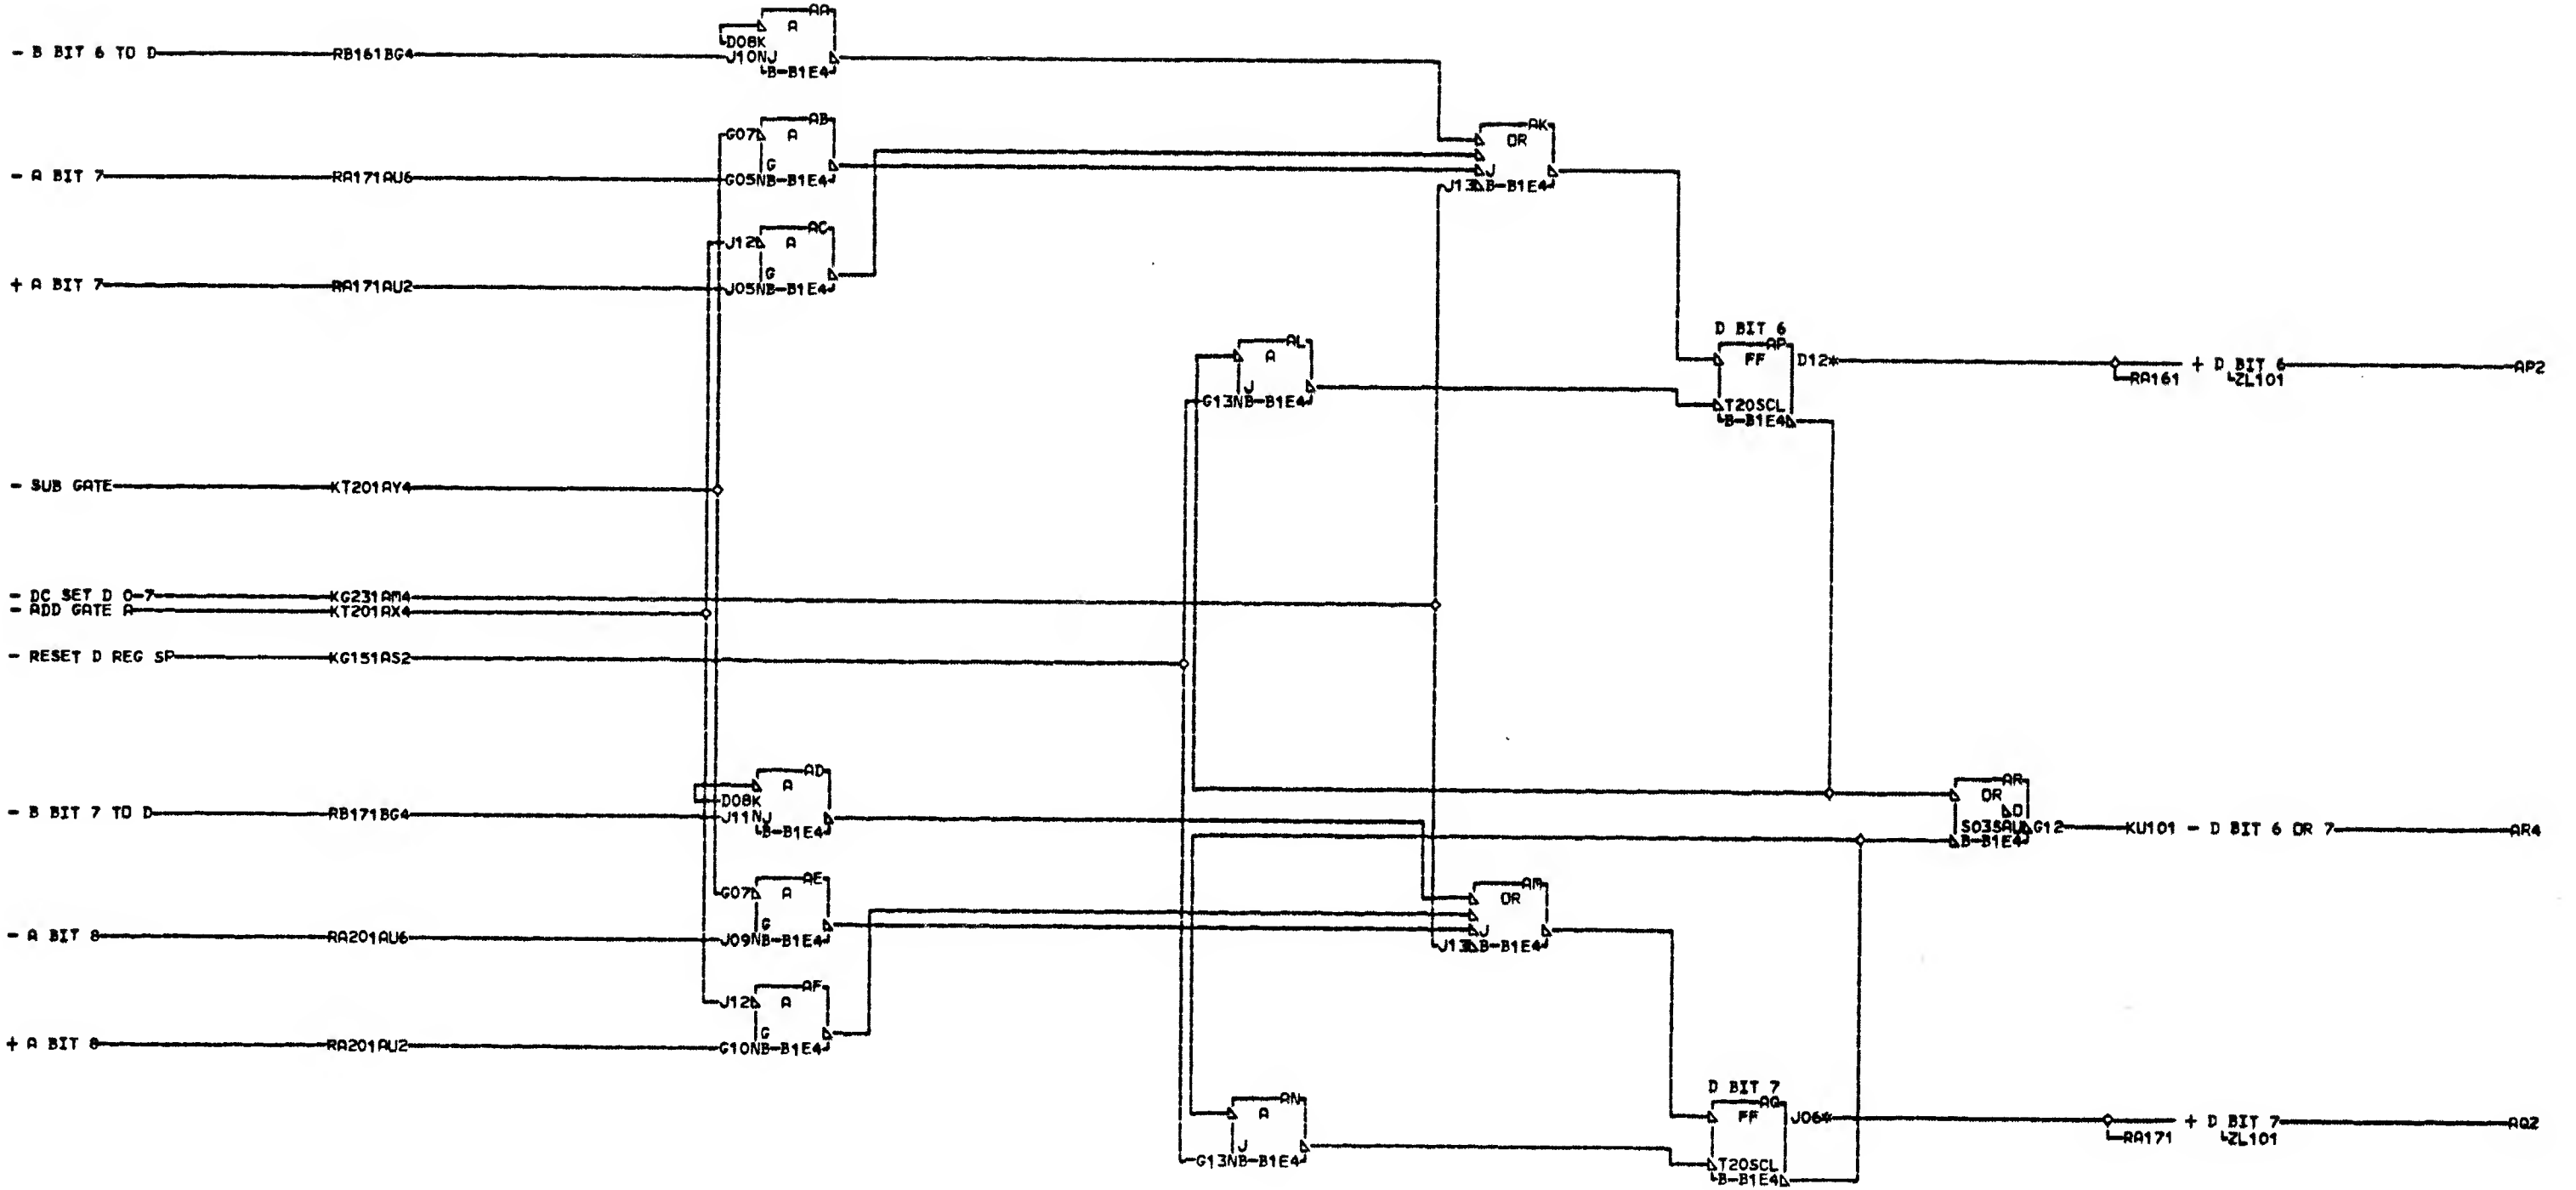 AA
A
D08K
- B BIT 6 TO D RB161BG4 J10NJ
B-B1E4
AB
G07 A
G
- A BIT 7 RA171AU6 G05NB-B1E4
AK
OR
J
J13 B-B1E4
AC
J12 A
G
+ A BIT 7 RA171AU2 J05NB-B1E4
AL
A
J
G13NB-B1E4
D BIT 6
AP
FF D12*
T20SCL
B-B1E4
+ D BIT 6 AP2
RA161 ZL101
- SUB GATE KT201AY4
- DC SET D 0-7 KG231AM4
- ADD GATE A KT201AX4
- RESET D REG SP KG151AS2
AD
A
D08K
- B BIT 7 TO D RB171BG4 J11NJ
B-B1E4
AR
OR
D
S03SAU G12 KU101 - D BIT 6 OR 7 AR4
B-B1E4
AE
G07 A
G
- A BIT 8 RA201AU6 J09NB-B1E4
AM
OR
J
J13 B-B1E4
AF
J12 A
G
+ A BIT 8 RA201AU2 G10NB-B1E4
AN
A
J
G13NB-B1E4
D BIT 7
AQ
FF J06*
T20SCL
B-B1E4
+ D BIT 7 AQ2
RA171 ZL101